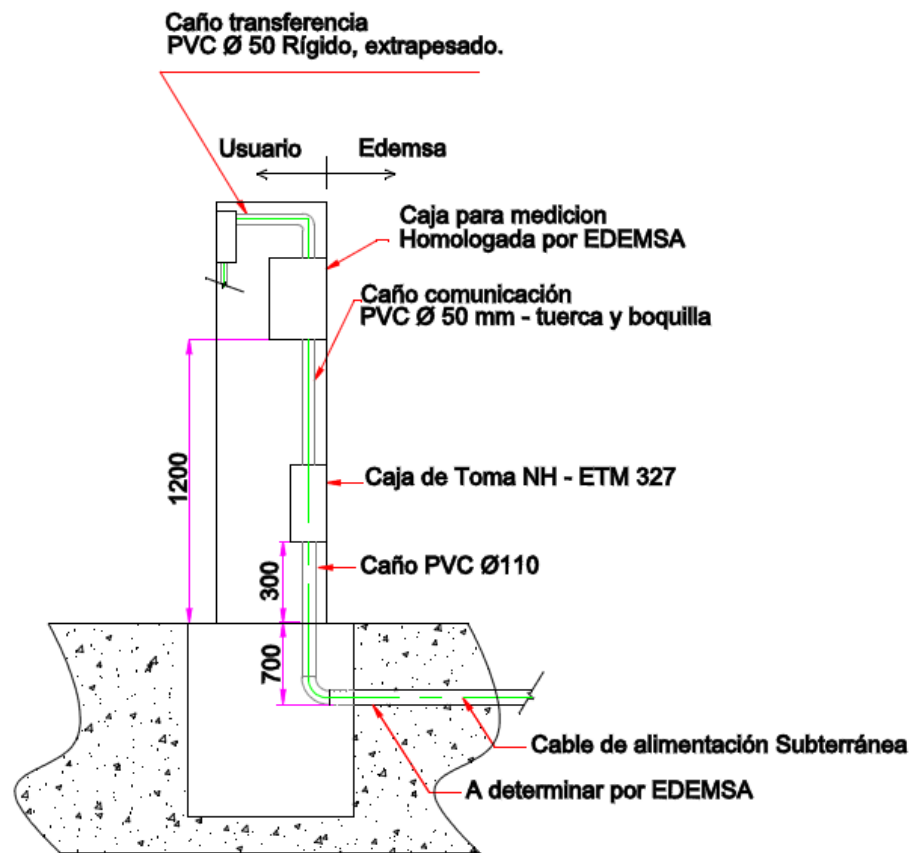 Caño transferencia
PVC Ø 50 Rígido, extrapesado.
Usuario
Edemsa
Caja para medicion
Homologada por EDEMSA
Caño comunicación
PVC Ø 50 mm - tuerca y boquilla
1200
Caja de Toma NH - ETM 327
300
Caño PVC Ø110
700
Cable de alimentación Subterránea
A determinar por EDEMSA